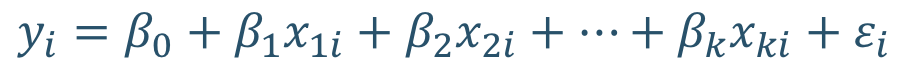 yᵢ = β₀ + β₁x₁ᵢ + β₂x₂ᵢ + ⋯ + βₖxₖᵢ + εᵢ